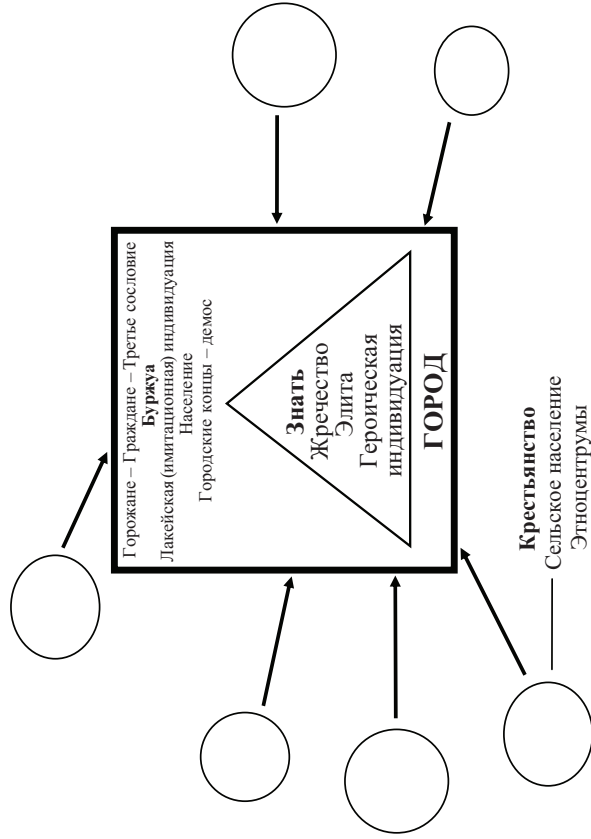 Горожане – Граждане – Третье сословие
Буржуа
Лакейская (имитационная) индивидуация
Население
Городские концы – демос
Знать
Жречество
Элита
Героическая
индивидуация
ГОРОД
Крестьянство
Сельское население
Этноцентрумы